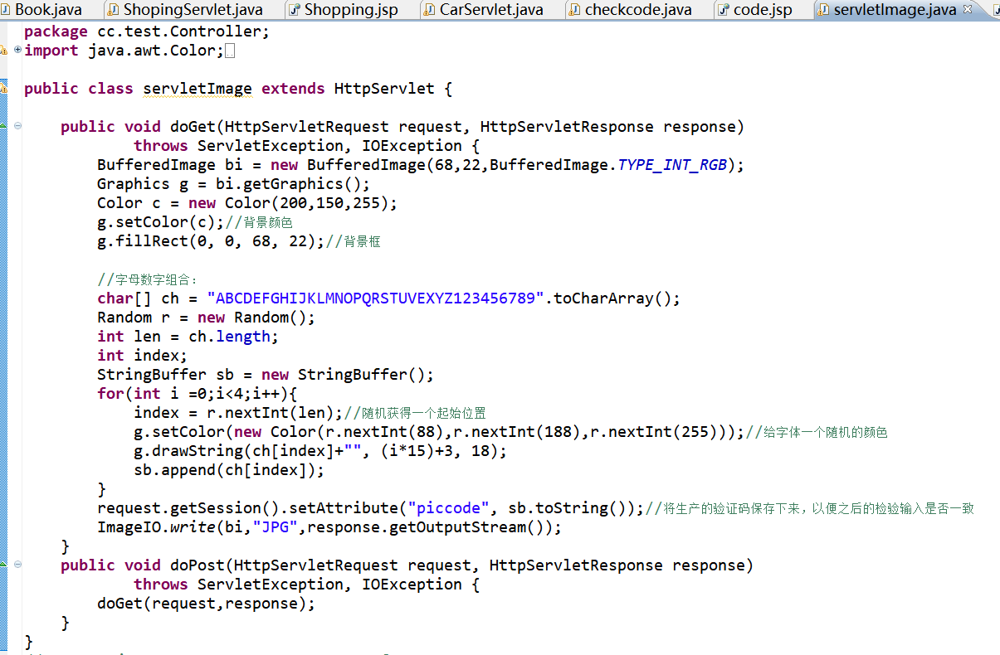 Book.java ShopingServlet.java Shopping.jsp CarServlet.java checkcode.java code.jsp servletImage.java
package cc.test.Controller;
import java.awt.Color;
public class servletImage extends HttpServlet {
public void doGet(HttpServletRequest request, HttpServletResponse response)
throws ServletException, IOException {
BufferedImage bi = new BufferedImage(68,22,BufferedImage.TYPE_INT_RGB);
Graphics g = bi.getGraphics();
Color c = new Color(200,150,255);
g.setColor(c);//背景颜色
g.fillRect(0, 0, 68, 22);//背景框
//字母数字组合：
char[] ch = "ABCDEFGHIJKLMNOPQRSTUVEXYZ123456789".toCharArray();
Random r = new Random();
int len = ch.length;
int index;
StringBuffer sb = new StringBuffer();
for(int i =0;i<4;i++){
index = r.nextInt(len);//随机获得一个起始位置
g.setColor(new Color(r.nextInt(88),r.nextInt(188),r.nextInt(255)));//给字体一个随机的颜色
g.drawString(ch[index]+"", (i*15)+3, 18);
sb.append(ch[index]);
}
request.getSession().setAttribute("piccode", sb.toString());//将生产的验证码保存下来，以便之后的检验输入是否一致
ImageIO.write(bi,"JPG",response.getOutputStream());
}
public void doPost(HttpServletRequest request, HttpServletResponse response)
throws ServletException, IOException {
doGet(request,response);
}
}